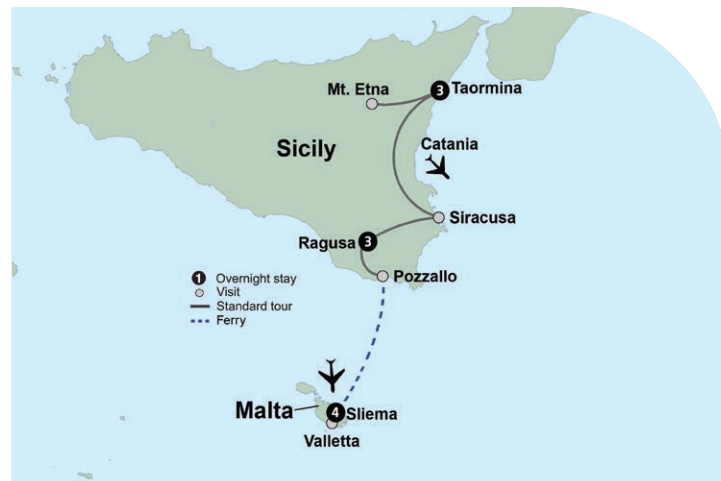 Mt. Etna
3 Taormina
Catania
Sicily
Siracusa
Ragusa 3
Pozzallo
1 Overnight stay
Visit
Standard tour
Ferry
Malta
4 Sliema
Valletta